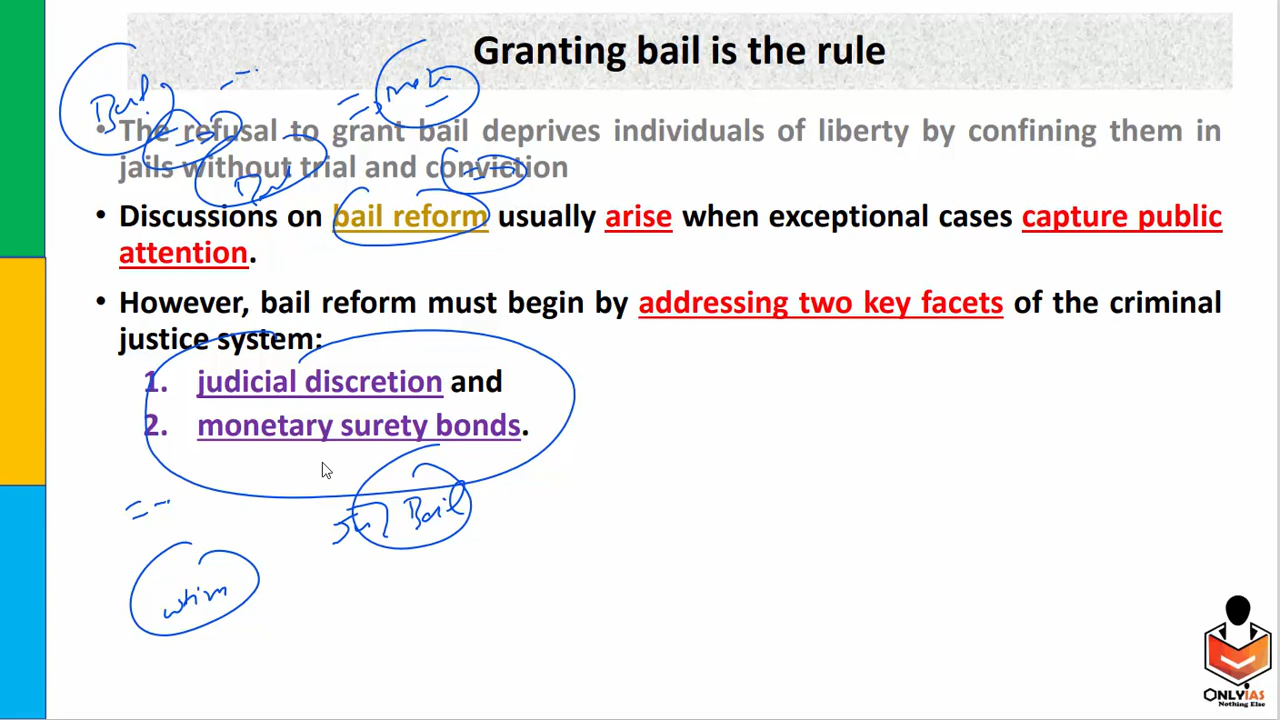 Granting bail is the rule
Bail
• The refusal to grant bail deprives individuals of liberty by confining them in
jails without trial and conviction
• Discussions on bail reform usually arise when exceptional cases capture public
attention.
• However, bail reform must begin by addressing two key facets of the criminal
justice system:
1. judicial discretion and
2. monetary surety bonds.
Bail
whim
ONLYIAS
Nothing Else